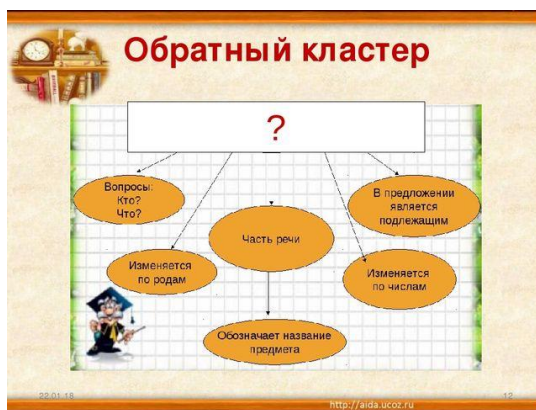 Обратный кластер
?
Вопросы:
Кто?
Что?
В предложении
является
подлежащим
Часть речи
Изменяется
по родам
Изменяется
по числам
Обозначает название
предмета
22.01.18
http://aida.ucoz.ru
12